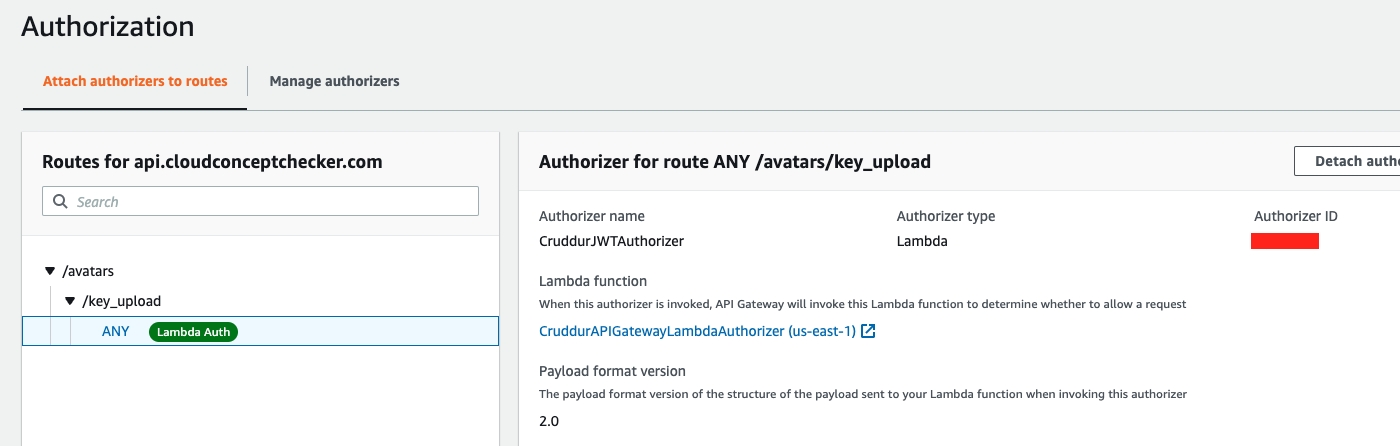 Authorization
Attach authorizers to routes
Manage authorizers
Routes for api.cloudconceptchecker.com
Search
/avatars
/key_upload
ANY Lambda Auth
Authorizer for route ANY /avatars/key_upload
Detach autho
Authorizer name
CruddurJWTAuthorizer
Authorizer type
Lambda
Authorizer ID
Lambda function
When this authorizer is invoked, API Gateway will invoke this Lambda function to determine whether to allow a request
CruddurAPIGatewayLambdaAuthorizer (us-east-1)
Payload format version
The payload format version of the structure of the payload sent to your Lambda function when invoking this authorizer
2.0